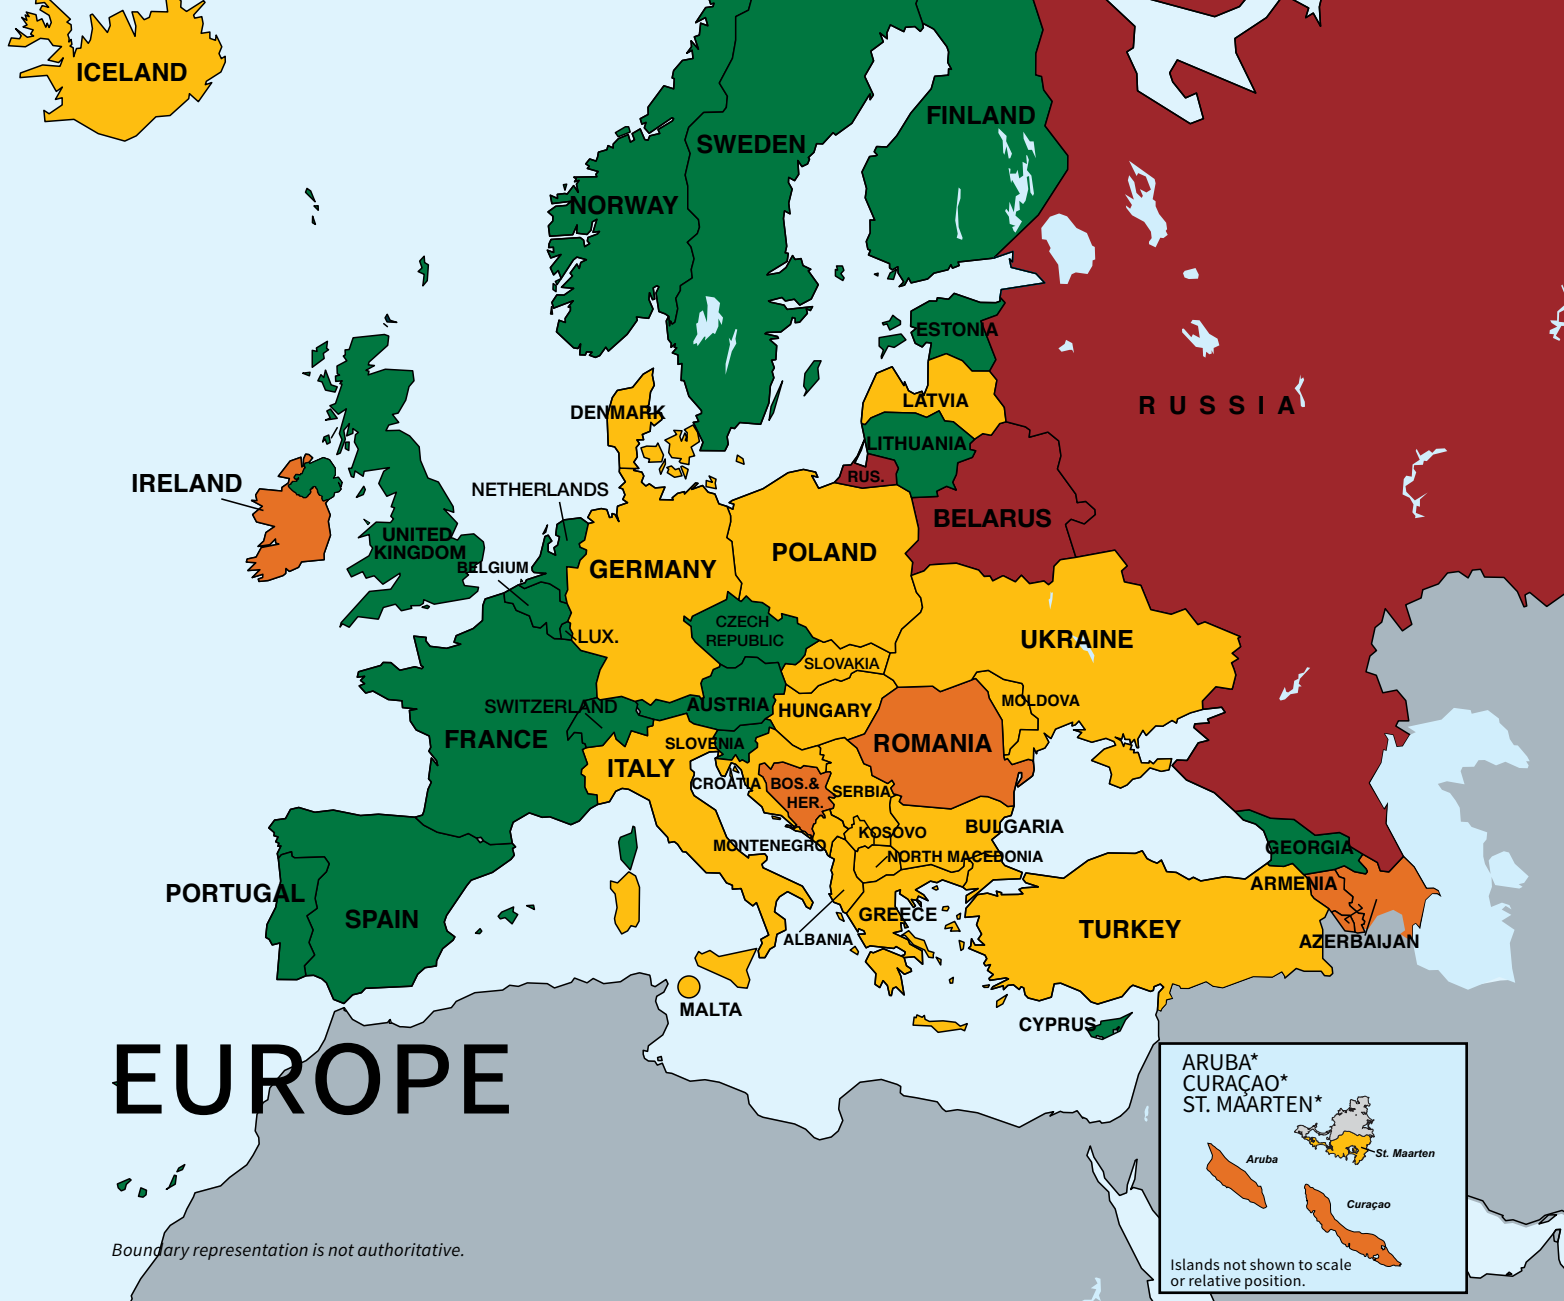 ICELAND
FINLAND
SWEDEN
NORWAY
ESTONIA
RUSSIA
LATVIA
DENMARK
LITHUANIA
RUS.
IRELAND
NETHERLANDS
BELARUS
UNITED
KINGDOM
BELGIUM
GERMANY
POLAND
CZECH
REPUBLIC
LUX.
UKRAINE
SLOVAKIA
SWITZERLAND
AUSTRIA
HUNGARY
MOLDOVA
FRANCE
SLOVENIA
ROMANIA
ITALY
CROATIA
BOS.&
HER.
SERBIA
KOSOVO
BULGARIA
MONTENEGRO
NORTH MACEDONIA
GEORGIA
ARMENIA
PORTUGAL
SPAIN
GREECE
TURKEY
ALBANIA
AZERBAIJAN
MALTA
CYPRUS
EUROPE
ARUBA*
CURAÇAO*
ST. MAARTEN*
St. Maarten
Aruba
Curaçao
Islands not shown to scale
or relative position.
Boundary representation is not authoritative.